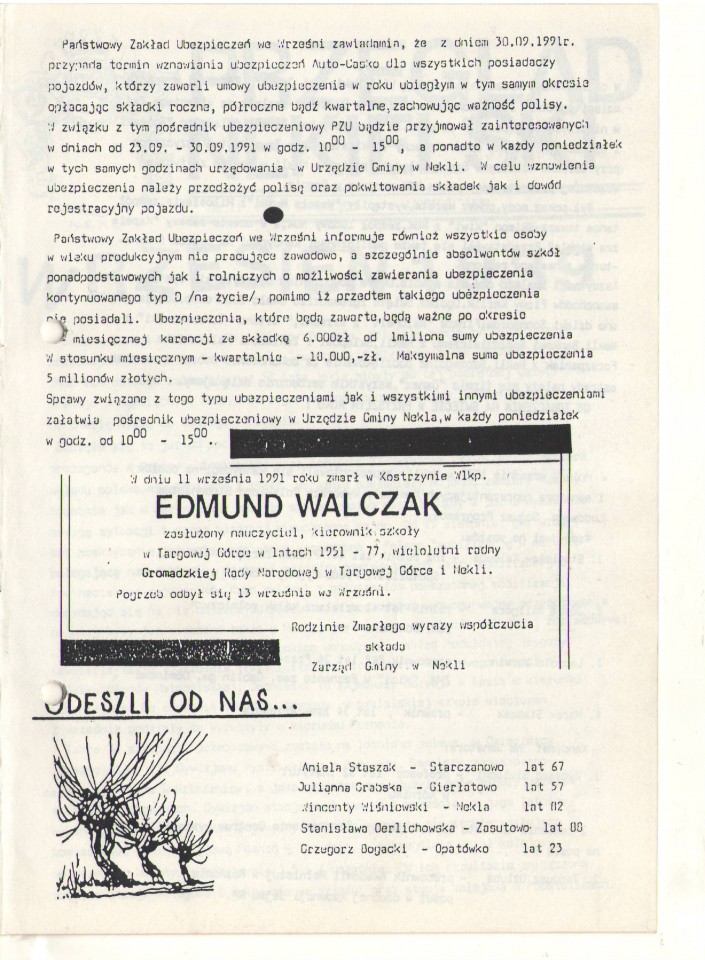 Państwowy Zakład Ubezpieczeń we Wrześni zawiadamia, że z dniem 30.09.1991r.
przypada termin wznawiania ubezpieczeń Auto-Casko dla wszystkich posiadaczy
pojazdów, którzy zawarli umowy ubezpieczenia w roku ubiegłym w tym samym okresie
opłacając składki roczne, półroczne bądź kwartalne, zachowując ważność polisy.
W związku z tym pośrednik ubezpieczeniowy PZU będzie przyjmował zainteresowanych
w dniach od 23.09. - 30.09.1991 w godz. 10⁰⁰ - 15⁰⁰, a ponadto w każdy poniedziałek
w tych samych godzinach urzędowania w Urzędzie Gminy w Nekli. W celu wznowienia
ubezpieczenia należy przedłożyć polisę oraz pokwitowania składek jak i dowód
rejestracyjny pojazdu.
Państwowy Zakład Ubezpieczeń we Wrześni informuje również wszystkie osoby
w wieku produkcyjnym nie pracujące zawodowo, a szczególnie absolwentów szkół
ponadpodstawowych jak i rolniczych o możliwości zawierania ubezpieczenia
kontynuowanego typ D /na życie/, pomimo iż przedtem takiego ubezpieczenia
nie posiadali. Ubezpieczenia, które będą zawarte, będą ważne po okresie
miesięcznej karencji ze składką 6.000zł od 1miliona sumy ubezpieczenia
W stosunku miesięcznym - kwartalnie - 18.000,-zł. Maksymalna suma ubezpieczenia
5 milionów złotych.
Sprawy związane z tego typu ubezpieczeniami jak i wszystkimi innymi ubezpieczeniami
załatwia pośrednik ubezpieczeniowy w Urzędzie Gminy Nekla, w każdy poniedziałek
w godz. od 10⁰⁰ - 15⁰⁰.
W dniu 11 września 1991 roku zmarł w Kostrzynie Wlkp.
EDMUND WALCZAK
zasłużony nauczyciel, kierownik szkoły
w Targowej Górce w latach 1951 - 77, wieloletni radny
Gromadzkiej Rady Narodowej w Targowej Górce i Nekli.
Pogrzeb odbył się 13 września we Wrześni.
Rodzinie Zmarłego wyrazy współczucia
składa
Zarząd Gminy w Nekli
ODESZLI OD NAS...
Aniela Staszak - Starczanowo lat 67
Julianna Grabska - Gierłatowo lat 57
Wincenty Wiśniewski - Nekla lat 82
Stanisława Derlichowska - Zasutowo lat 88
Grzegorz Bogacki - Opatówko lat 23